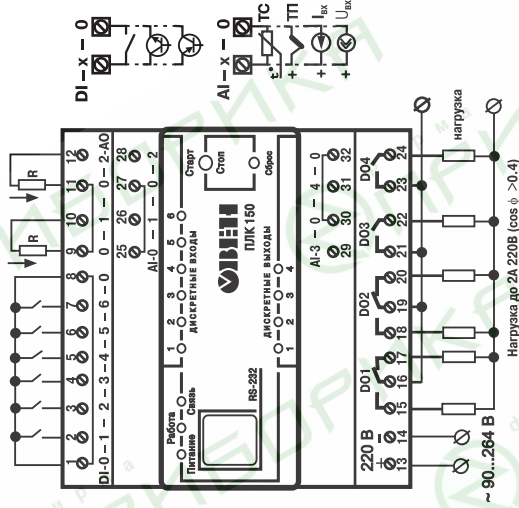 DI – x – 0
AI – x – 0
ТС
ТП
Iвх
Uвх
t°
+
+
+
R
R
1 2 3 4 5 6 7 8 9 10 11 12
DI-0–1–2–3–4–5–6–0 0–1–0–2-AO
25 26 27 28
AI-0–1–0–2
Питание
Работа
Связь
RS-232
1 2 3 4 5 6
ДИСКРЕТНЫЕ ВХОДЫ
ОВЕН
ПЛК 150
ДИСКРЕТНЫЕ ВЫХОДЫ
1 2 3 4
Старт
Стоп
Сброс
AI-3–0–4–0
29 30 31 32
220 В
DO1
DO2
DO3
DO4
+ –
13 14 15 16 17 18 19 20 21 22 23 24
~ 90...264 В
нагрузка
Нагрузка до 2А 220В (cos φ >0.4)